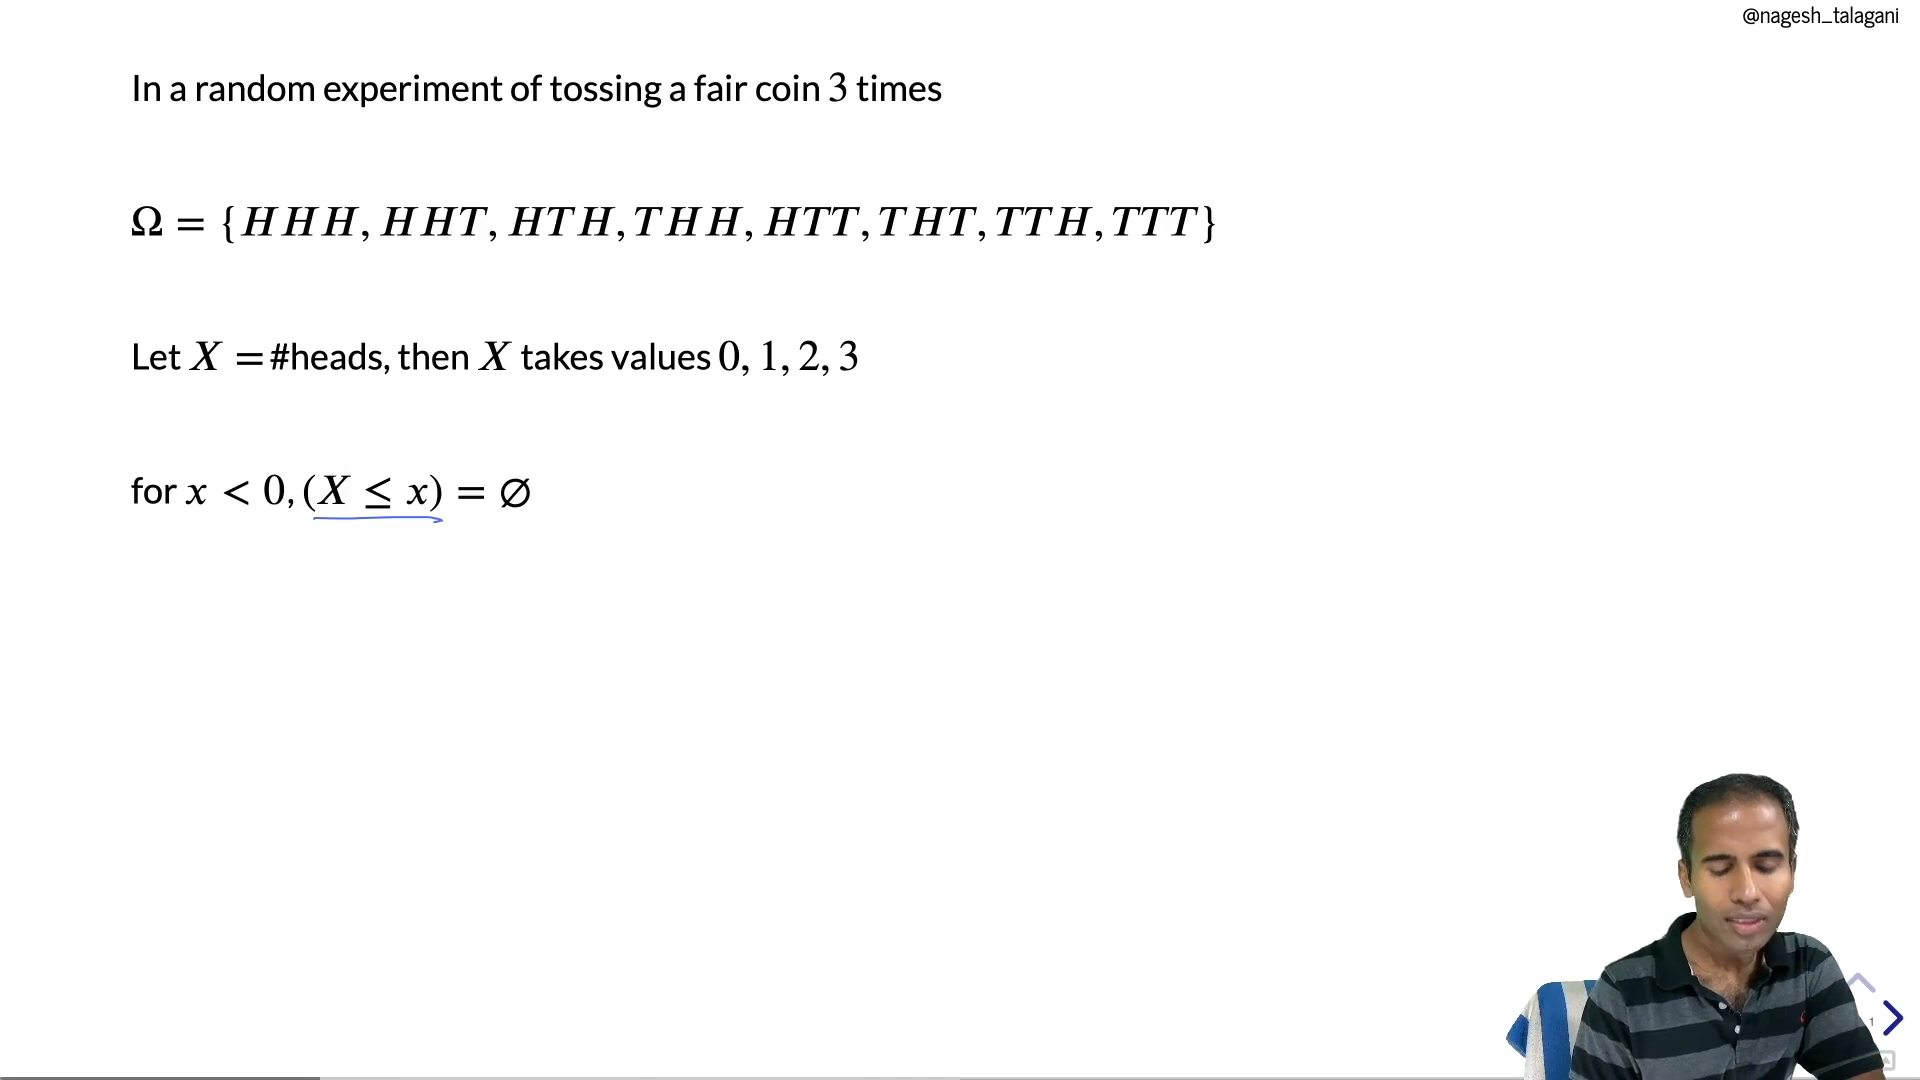 @nagesh_talagani
In a random experiment of tossing a fair coin 3 times
Ω = {HHH, HHT, HTH, THH, HTT, THT, TTH, TTT}
Let X = #heads, then X takes values 0, 1, 2, 3
for x < 0, (X ≤ x) = ∅
1